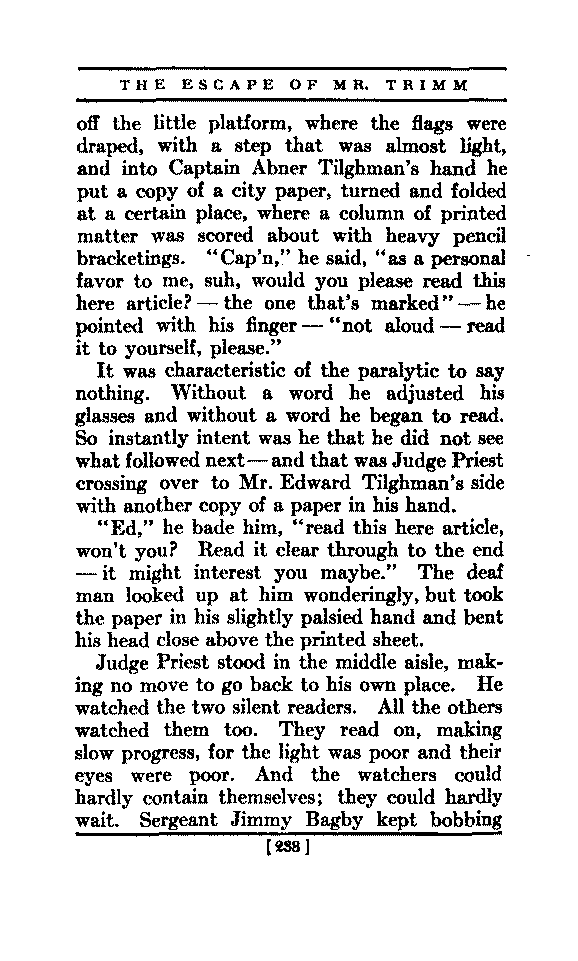 THE ESCAPE OF MR. TRIMM
off the little platform, where the flags were
draped, with a step that was almost light,
and into Captain Abner Tilghman's hand he
put a copy of a city paper, turned and folded
at a certain place, where a column of printed
matter was scored about with heavy pencil
bracketings. "Cap'n," he said, "as a personal
favor to me, suh, would you please read this
here article?—the one that's marked"—he
pointed with his finger—"not aloud—read
it to yourself, please."
It was characteristic of the paralytic to say
nothing. Without a word he adjusted his
glasses and without a word he began to read.
So instantly intent was he that he did not see
what followed next—and that was Judge Priest
crossing over to Mr. Edward Tilghman's side
with another copy of a paper in his hand.
"Ed," he bade him, "read this here article,
won't you? Read it clear through to the end
—it might interest you maybe." The deaf
man looked up at him wonderingly, but took
the paper in his slightly palsied hand and bent
his head close above the printed sheet.
Judge Priest stood in the middle aisle, mak-
ing no move to go back to his own place. He
watched the two silent readers. All the others
watched them too. They read on, making
slow progress, for the light was poor and their
eyes were poor. And the watchers could
hardly contain themselves; they could hardly
wait. Sergeant Jimmy Bagby kept bobbing
[238]